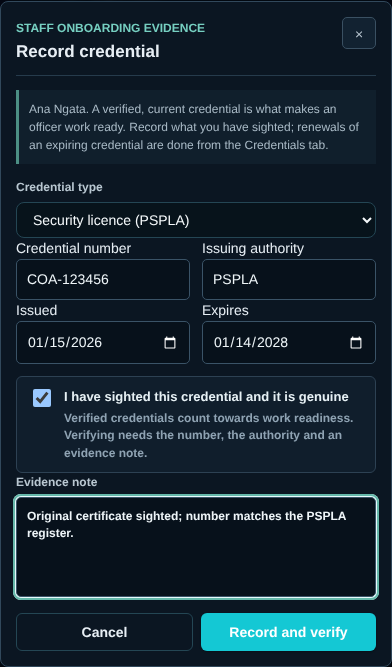 STAFF ONBOARDING EVIDENCE
Record credential
×
Ana Ngata. A verified, current credential is what makes an
officer work ready. Record what you have sighted; renewals of
an expiring credential are done from the Credentials tab.
Credential type
Security licence (PSPLA)
Credential number
Issuing authority
COA-123456
PSPLA
Issued
Expires
01/15/2026
01/14/2028
I have sighted this credential and it is genuine
Verified credentials count towards work readiness.
Verifying needs the number, the authority and an
evidence note.
Evidence note
Original certificate sighted; number matches the PSPLA
register.
Cancel
Record and verify